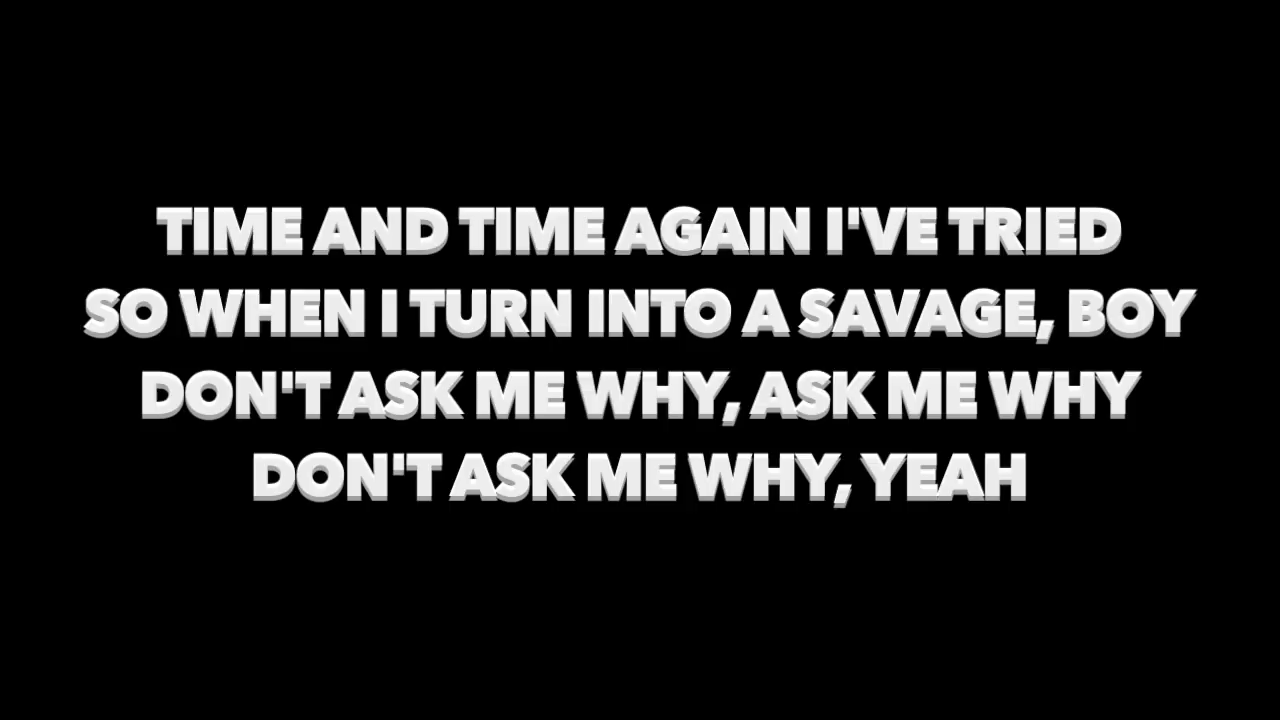 TIME AND TIME AGAIN I'VE TRIED
SO WHEN I TURN INTO A SAVAGE, BOY
DON'T ASK ME WHY, ASK ME WHY
DON'T ASK ME WHY, YEAH